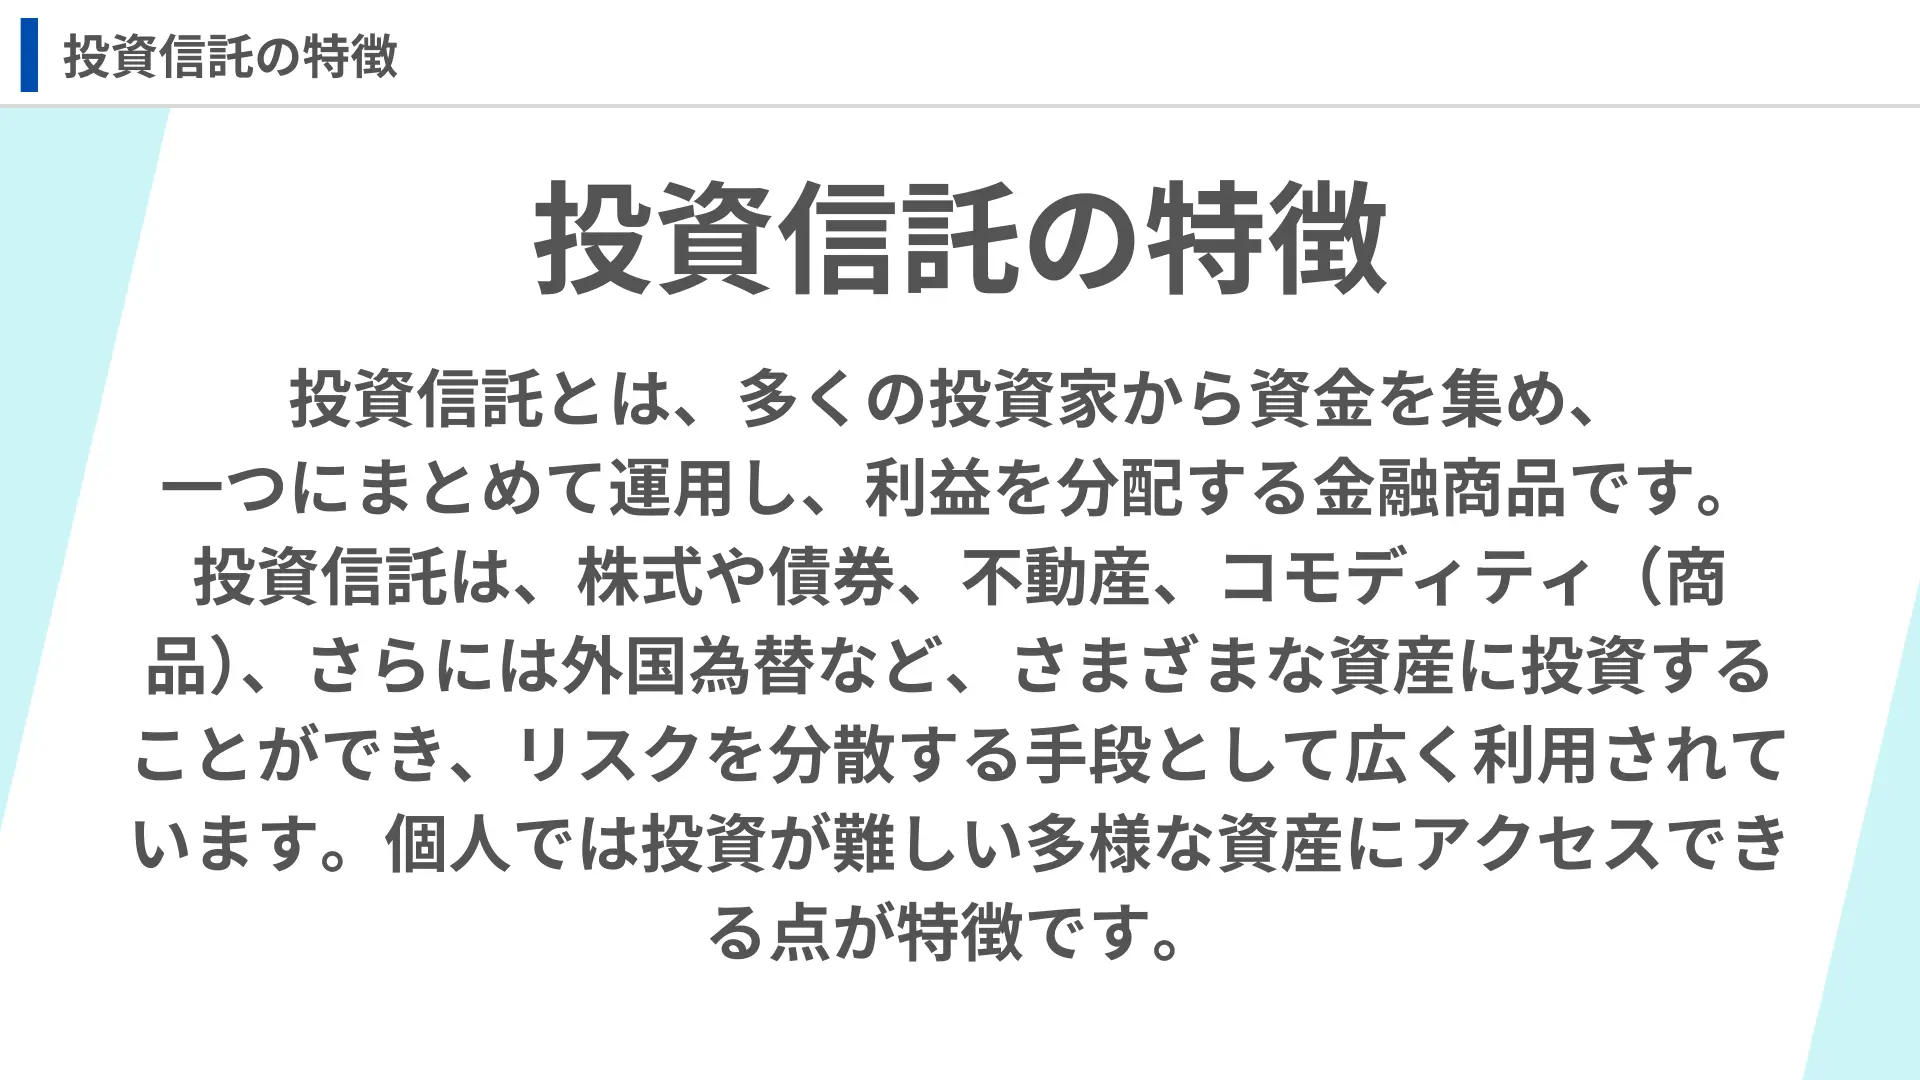 投資信託の特徴
投資信託の特徴
投資信託とは、多くの投資家から資金を集め、
一つにまとめて運用し、利益を分配する金融商品です。
投資信託は、株式や債券、不動産、コモディティ（商
品）、さらには外国為替など、さまざまな資産に投資する
ことができ、リスクを分散する手段として広く利用されて
います。個人では投資が難しい多様な資産にアクセスでき
る点が特徴です。